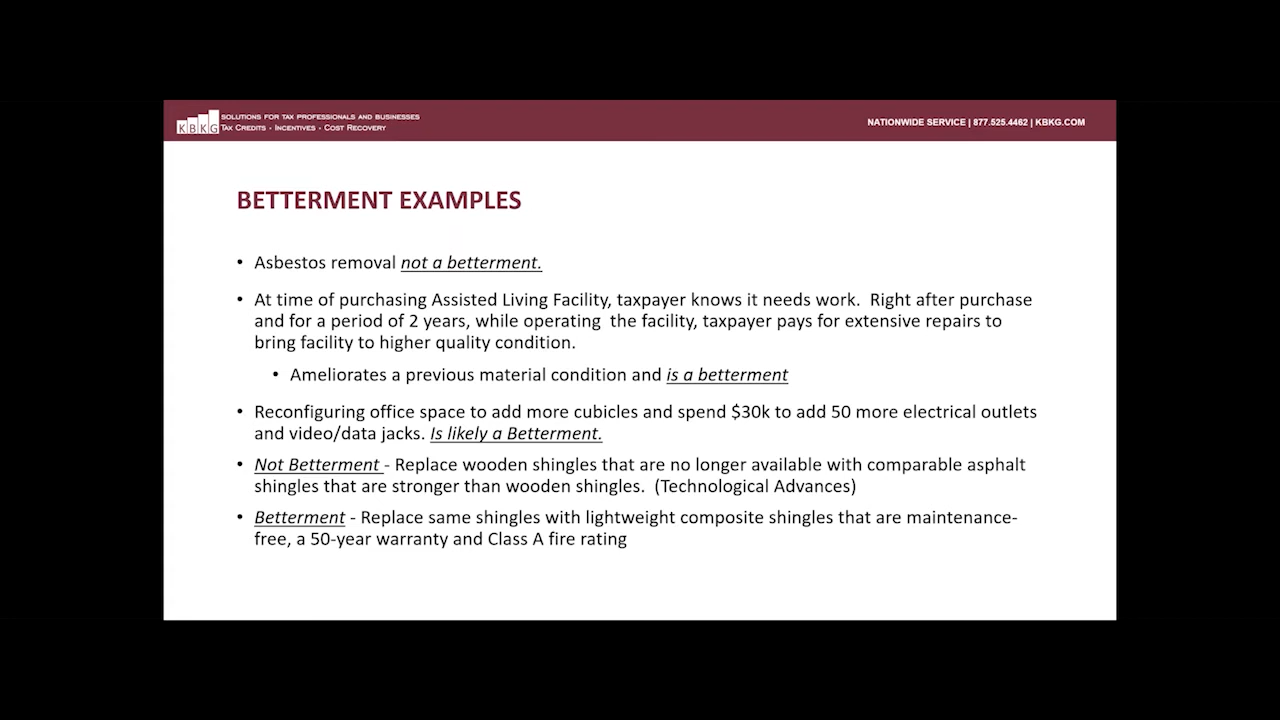 KBKG
SOLUTIONS FOR TAX PROFESSIONALS AND BUSINESSES
TAX CREDITS - INCENTIVES - COST RECOVERY
NATIONWIDE SERVICE | 877.525.4462 | KBKG.COM
BETTERMENT EXAMPLES
• Asbestos removal not a betterment.
• At time of purchasing Assisted Living Facility, taxpayer knows it needs work.  Right after purchase
and for a period of 2 years, while operating  the facility, taxpayer pays for extensive repairs to
bring facility to higher quality condition.
• Ameliorates a previous material condition and is a betterment
• Reconfiguring office space to add more cubicles and spend $30k to add 50 more electrical outlets
and video/data jacks. Is likely a Betterment.
• Not Betterment - Replace wooden shingles that are no longer available with comparable asphalt
shingles that are stronger than wooden shingles.  (Technological Advances)
• Betterment - Replace same shingles with lightweight composite shingles that are maintenance-
free, a 50-year warranty and Class A fire rating